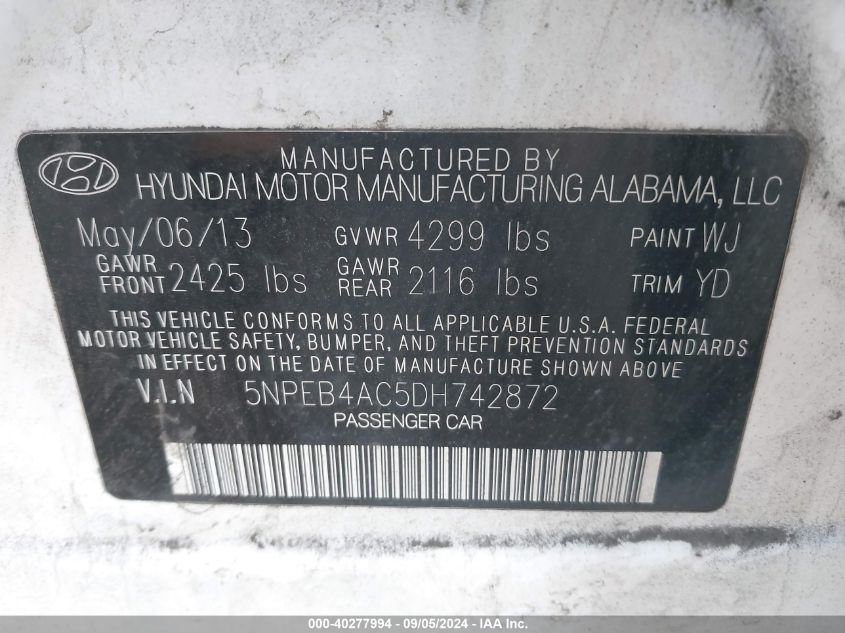 MANUFACTURED BY
HYUNDAI MOTOR MANUFACTURING ALABAMA, LLC
May/06/13 GVWR 4299 lbs PAINT WJ
GAWR FRONT 2425 lbs GAWR REAR 2116 lbs TRIM YD
THIS VEHICLE CONFORMS TO ALL APPLICABLE U.S.A. FEDERAL
MOTOR VEHICLE SAFETY, BUMPER, AND THEFT PREVENTION STANDARDS
IN EFFECT ON THE DATE OF MANUFACTURE SHOWN ABOVE
V.I.N 5NPEB4AC5DH742872
PASSENGER CAR
000-40277994 - 09/05/2024 - IAA Inc.